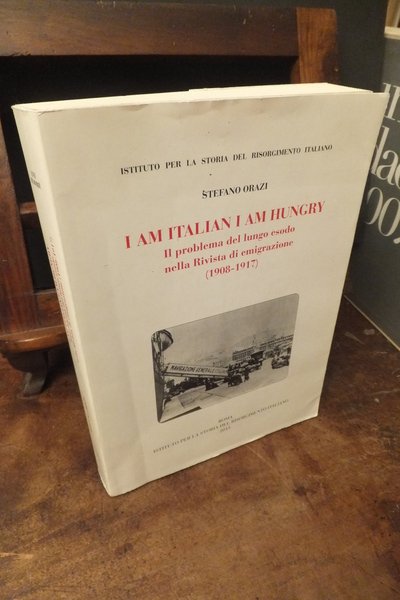 ISTITUTO PER LA STORIA DEL RISORGIMENTO ITALIANO
STEFANO ORAZI
I AM ITALIAN I AM HUNGRY
Il problema del lungo esodo
nella Rivista di emigrazione
(1908-1917)
NAVIGAZIONE GENERALE
ROMA
ISTITUTO PER LA STORIA DEL RISORGIMENTO ITALIANO